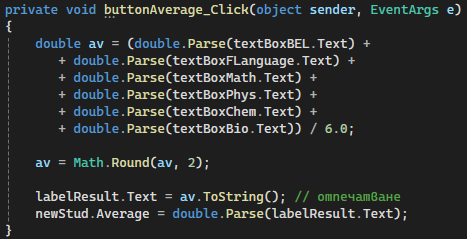 private void buttonAverage_Click(object sender, EventArgs e)
{
    double av = (double.Parse(textBoxBEL.Text) +
       + double.Parse(textBoxFLanguage.Text) +
       + double.Parse(textBoxMath.Text) +
       + double.Parse(textBoxPhys.Text) +
       + double.Parse(textBoxChem.Text) +
       + double.Parse(textBoxBio.Text)) / 6.0;

    av = Math.Round(av, 2);

    labelResult.Text = av.ToString(); // отпечатване
    newStud.Average = double.Parse(labelResult.Text);
}